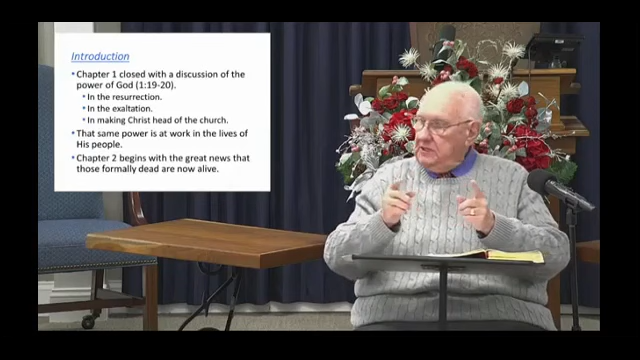 Introduction
• Chapter 1 closed with a discussion of the
power of God (1:19-20).
• In the resurrection.
• In the exaltation.
• In making Christ head of the church.
• That same power is at work in the lives of
His people.
• Chapter 2 begins with the great news that
those formally dead are now alive.